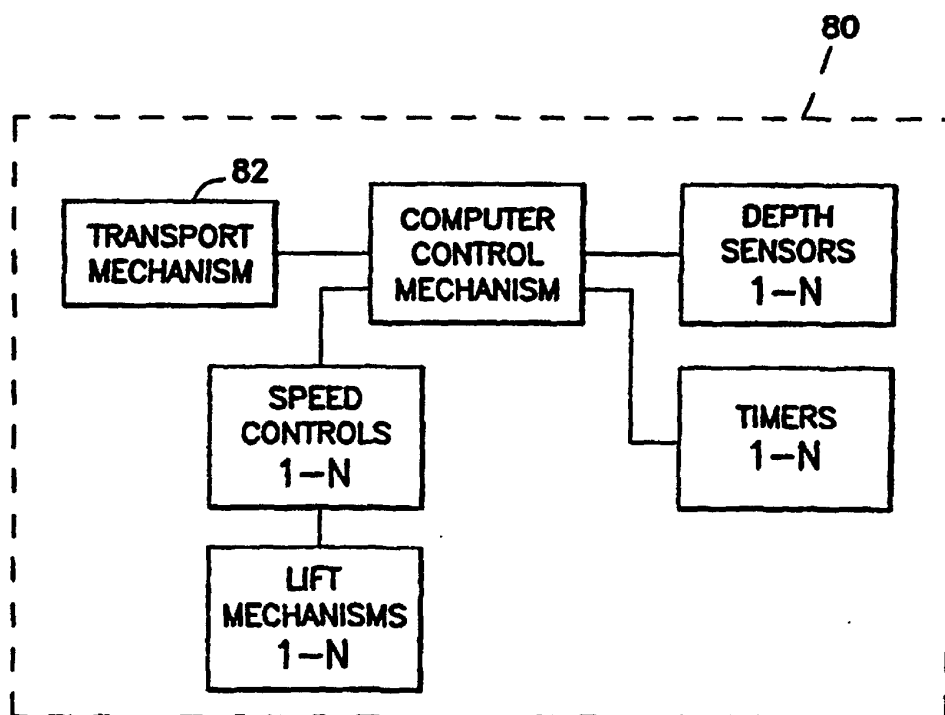 80
82
TRANSPORT
MECHANISM
COMPUTER
CONTROL
MECHANISM
DEPTH
SENSORS
1-N
SPEED
CONTROLS
1-N
TIMERS
1-N
LIFT
MECHANISMS
1-N